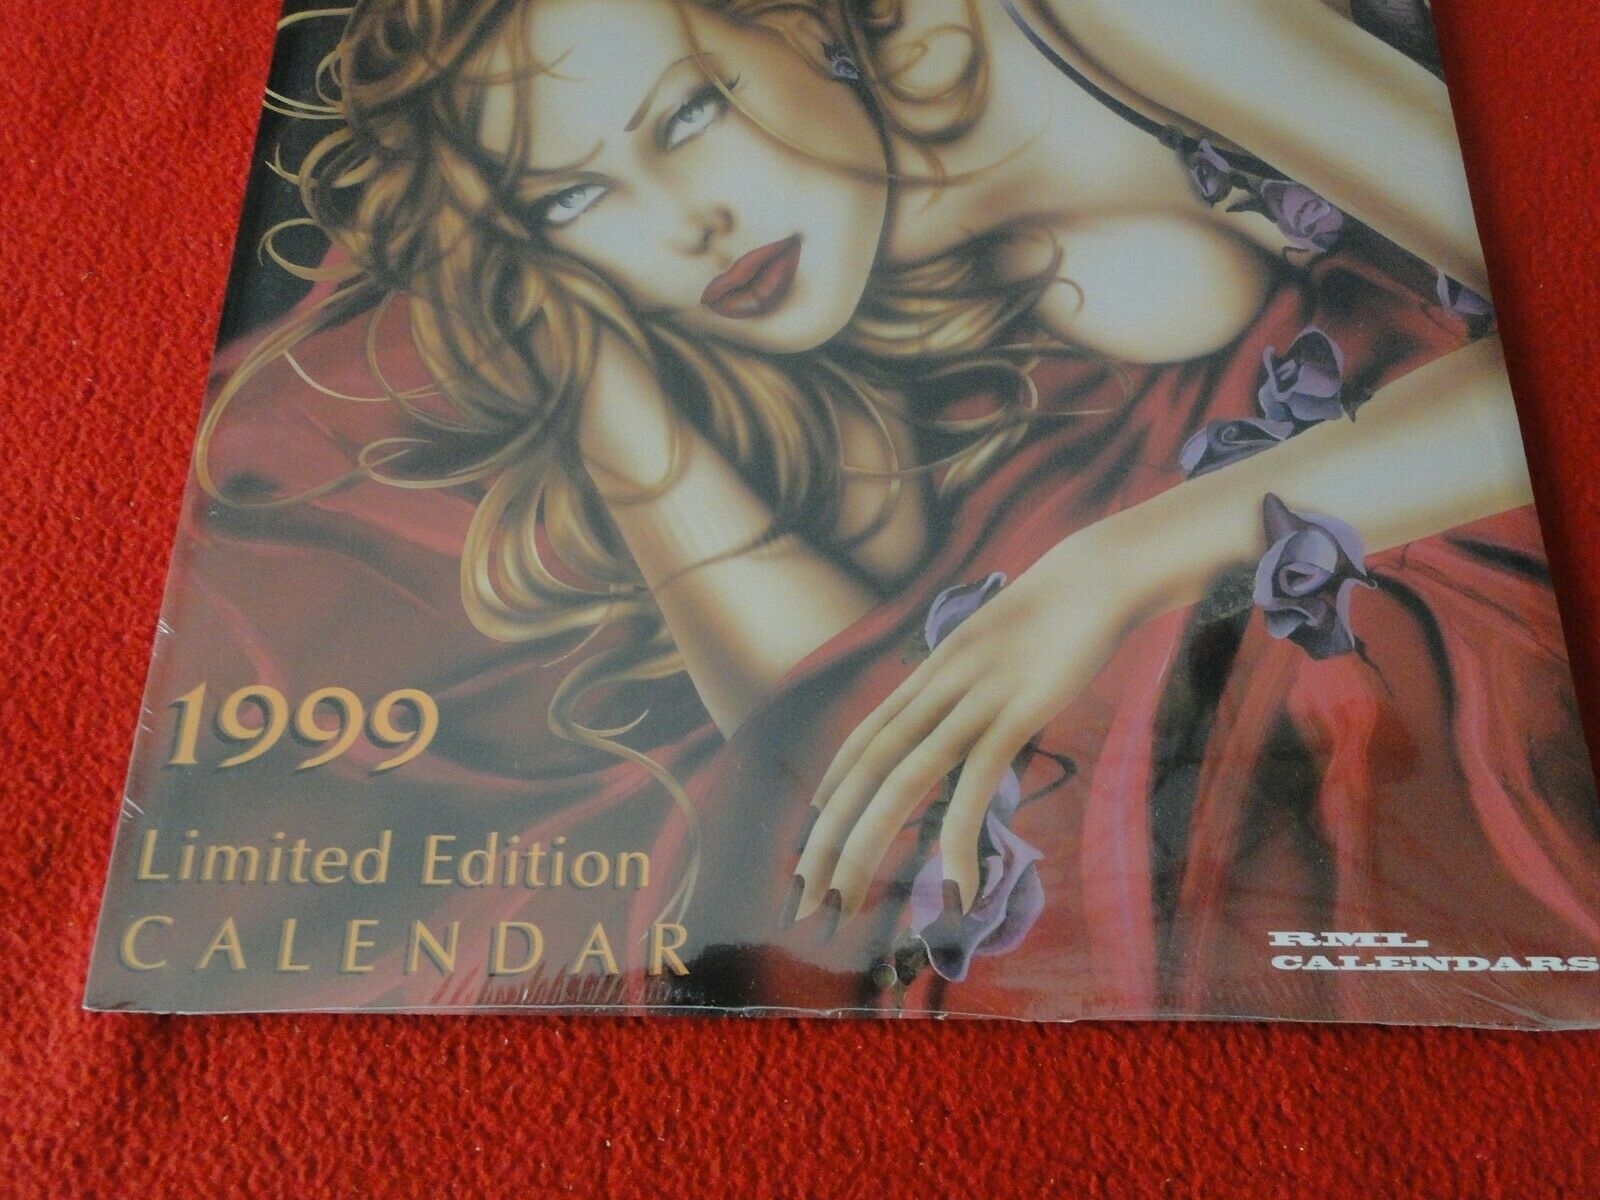 1999
Limited Edition
CALENDAR
RML
CALENDARS